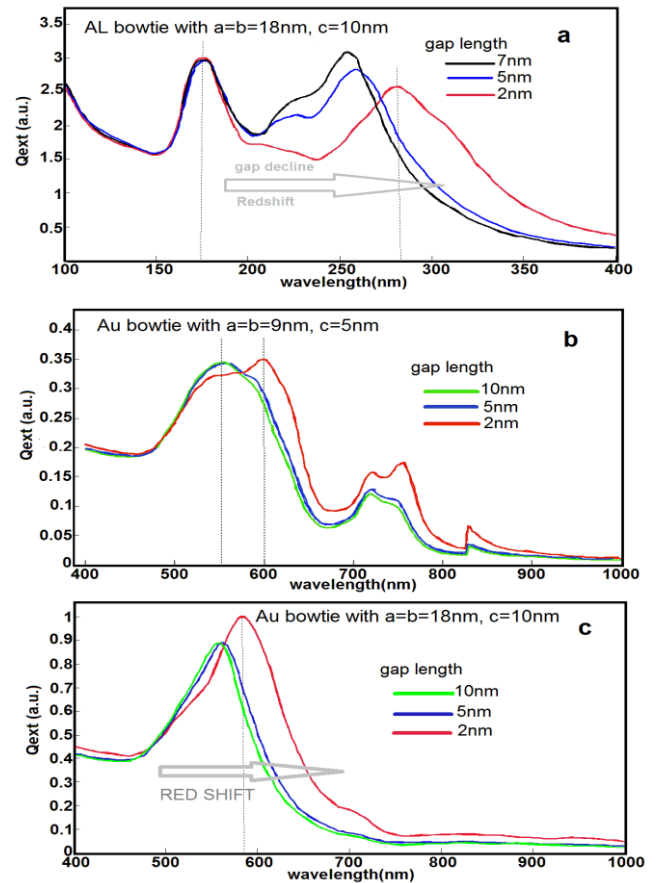 AL bowtie with a=b=18nm, c=10nm
a
gap length
7nm
5nm
2nm
gap decline
Redshift
Qext (a.u.)
3.5
3
2.5
2
1.5
1
0.5
100 150 200 250 300 350 400
wavelength(nm)
Au bowtie with a=b=9nm, c=5nm
b
gap length
10nm
5nm
2nm
Qext (a.u.)
0.4
0.35
0.3
0.25
0.2
0.15
0.1
0.05
0
400 500 600 700 800 900 1000
wavelength(nm)
Au bowtie with a=b=18nm, c=10nm
c
gap length
10nm
5nm
2nm
RED SHIFT
Qext (a.u.)
1
0.9
0.8
0.7
0.6
0.5
0.4
0.3
0.2
0.1
0
400 500 600 700 800 900 1000
wavelength(nm)